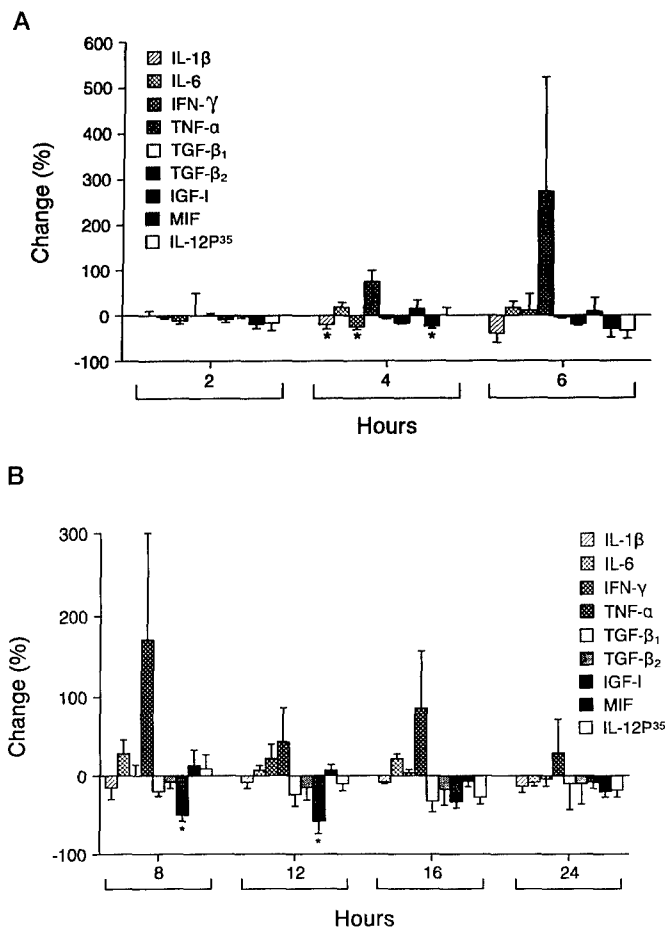 A
600
500
400
300
200
100
0
-100
Change (%)
IL-1β
IL-6
IFN-γ
TNF-α
TGF-β₁
TGF-β₂
IGF-I
MIF
IL-12P³⁵
* * *
2 4 6
Hours
B
300
200
100
0
-100
Change (%)
IL-1β
IL-6
IFN-γ
TNF-α
TGF-β₁
TGF-β₂
IGF-I
MIF
IL-12P³⁵
* *
8 12 16 24
Hours